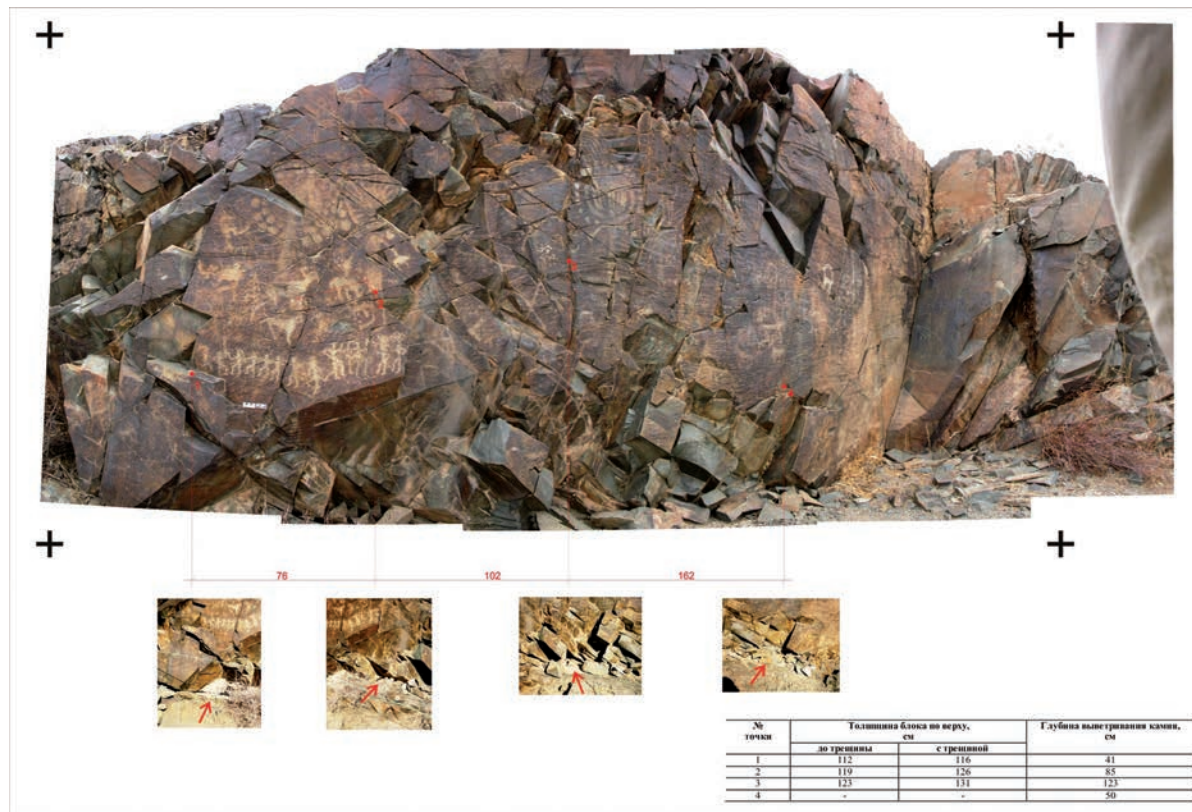 76 102 162
№ точки Толщина блока по верху, см Глубина выветривания камня, см
до трещины с трещиной
1 112 116 41
2 119 126 85
3 123 131 123
4 - - 50